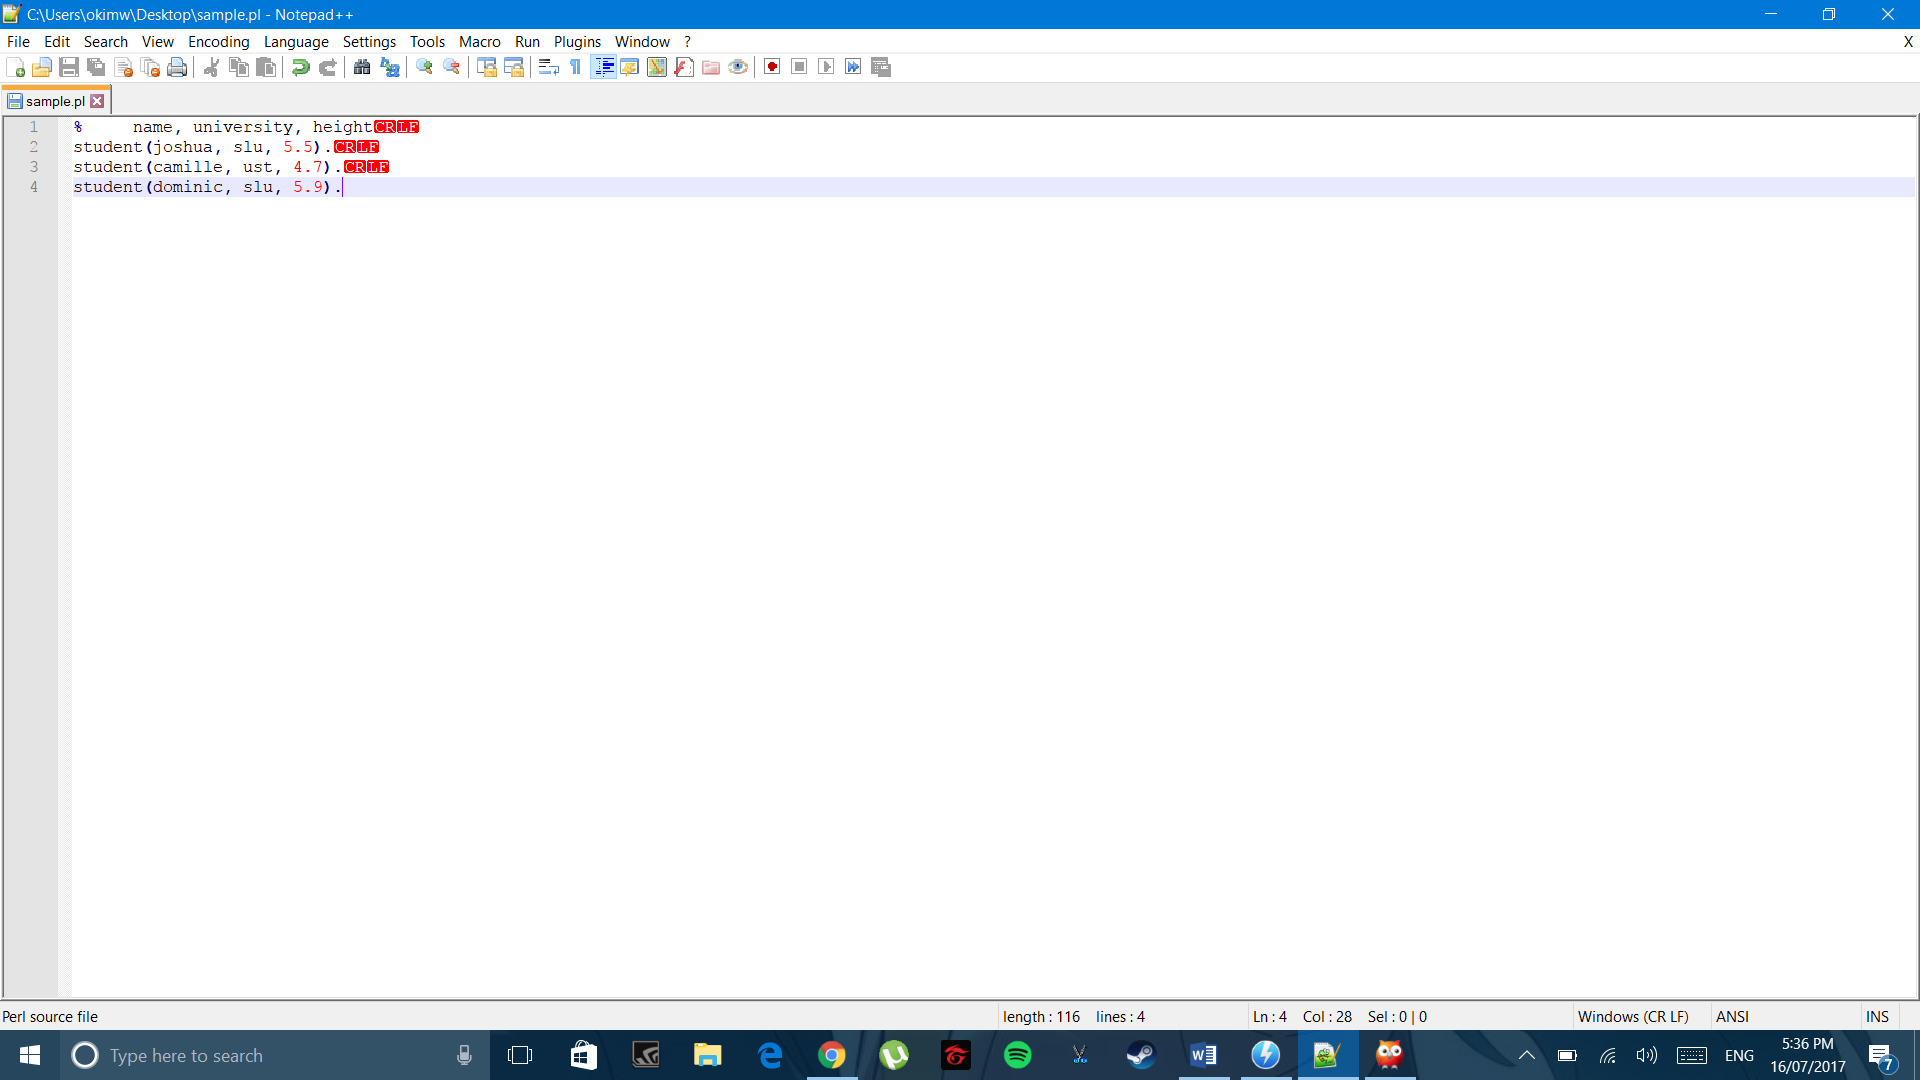 C:\Users\okimw\Desktop\sample.pl - Notepad++
File Edit Search View Encoding Language Settings Tools Macro Run Plugins Window ? X
sample.pl
1 %     name, university, heightCRLF
2 student(joshua, slu, 5.5).CRLF
3 student(camille, ust, 4.7).CRLF
4 student(dominic, slu, 5.9).
Perl source file length : 116 lines : 4 Ln : 4 Col : 28 Sel : 0 | 0 Windows (CR LF) ANSI INS
Type here to search ENG 5:36 PM
16/07/2017 7